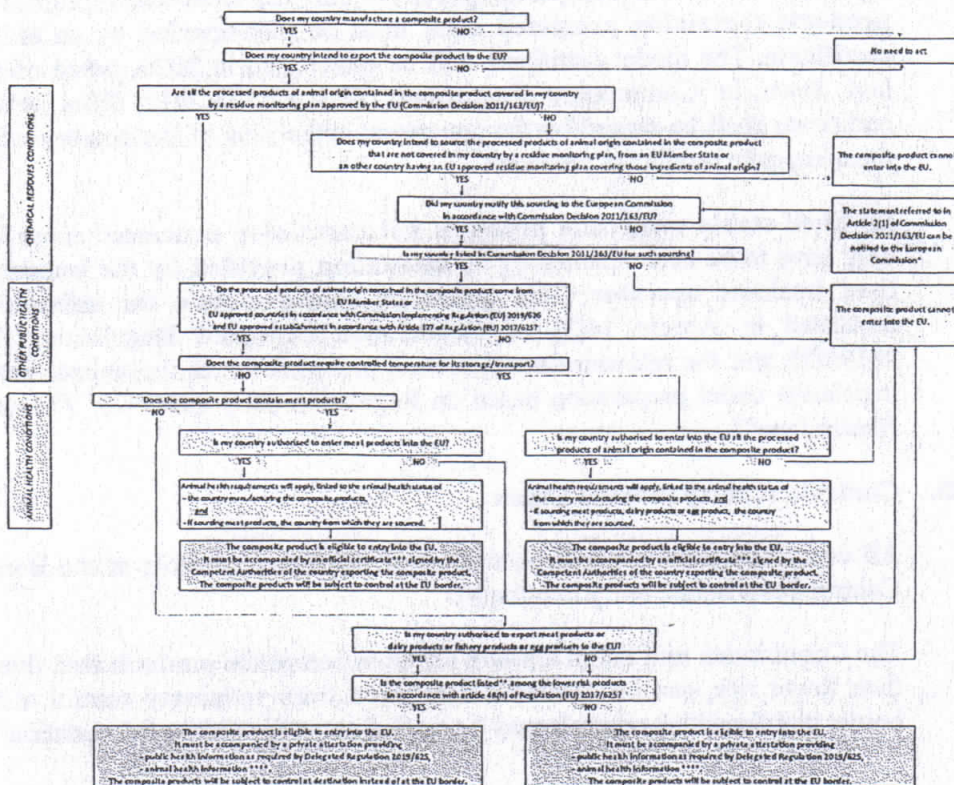 Does my country manufacture a composite product?
YES
NO
Does my country intend to export the composite product to the EU?
YES
NO
No need to act
Are all the processed products of animal origin contained in the composite product covered in my country
by a residue monitoring plan approved by the EU (Commission Decision 2011/163/EU)?
YES
NO
CHEMICAL RESIDUES CONDITIONS
Does my country intend to source the processed products of animal origin contained in the composite product
that are not covered in my country by a residue monitoring plan, from an EU Member State or
an other country having an EU approved residue monitoring plan covering those ingredients of animal origin?
YES
NO
The composite product cannot
enter into the EU.
Did my country notify this sourcing to the European Commission
in accordance with Commission Decision 2011/163/EU?
YES
NO
The statement referred to in
Article 2(1) of Commission
Decision 2011/163/EU can be
notified to the European
Commission*
Is my country listed in Commission Decision 2011/163/EU for such sourcing?
YES
NO
OTHER PUBLIC HEALTH
CONDITIONS
Do the processed products of animal origin contained in the composite product come from
EU Member States or
EU approved countries in accordance with Commission Implementing Regulation (EU) 2019/626
and EU approved establishments in accordance with Article 127 of Regulation (EU) 2017/625?
YES
NO
The composite product cannot
enter into the EU.
Does the composite product require controlled temperature for its storage/transport?
NO
YES
ANIMAL HEALTH CONDITIONS
Does the composite product contain meat products?
NO
YES
Is my country authorised to enter meat products into the EU?
YES
NO
Is my country authorised to enter into the EU all the processed
products of animal origin contained in the composite product?
YES
NO
Animal health requirements will apply, linked to the animal health status of
- the country manufacturing the composite products,
and
- If sourcing meat products, the country from which they are sourced.
Animal health requirements will apply, linked to the animal health status of
- the country manufacturing the composite products, and
- If sourcing meat products, dairy products or egg product, the country
from which they are sourced.
The composite product is eligible to entry into the EU.
It must be accompanied by an official certificate signed by the
Competent authorities of the country exporting the composite product.
The composite products will be subject to control at the EU border.
The composite product is eligible to entry into the EU.
It must be accompanied by an official certificate signed by the
Competent authorities of the country exporting the composite product.
The composite products will be subject to control at the EU border.
Is my country authorised to export meat products or
dairy products or fishery products or egg products to the EU?
YES
NO
Is the composite product listed** among the lower risk products
in accordance with Article 48(h) of Regulation (EU) 2017/625?
YES
NO
The composite product is eligible to entry into the EU.
It must be accompanied by a private attestation providing
- public health information as required by Delegated Regulation 2019/625,
- animal health information ****
The composite products will be subject to control at destination instead of at the EU border.
The composite product is eligible to entry into the EU.
It must be accompanied by a private attestation providing
- public health information as required by Delegated Regulation 2019/625,
- animal health information ****
The composite products will be subject to control at the EU border.